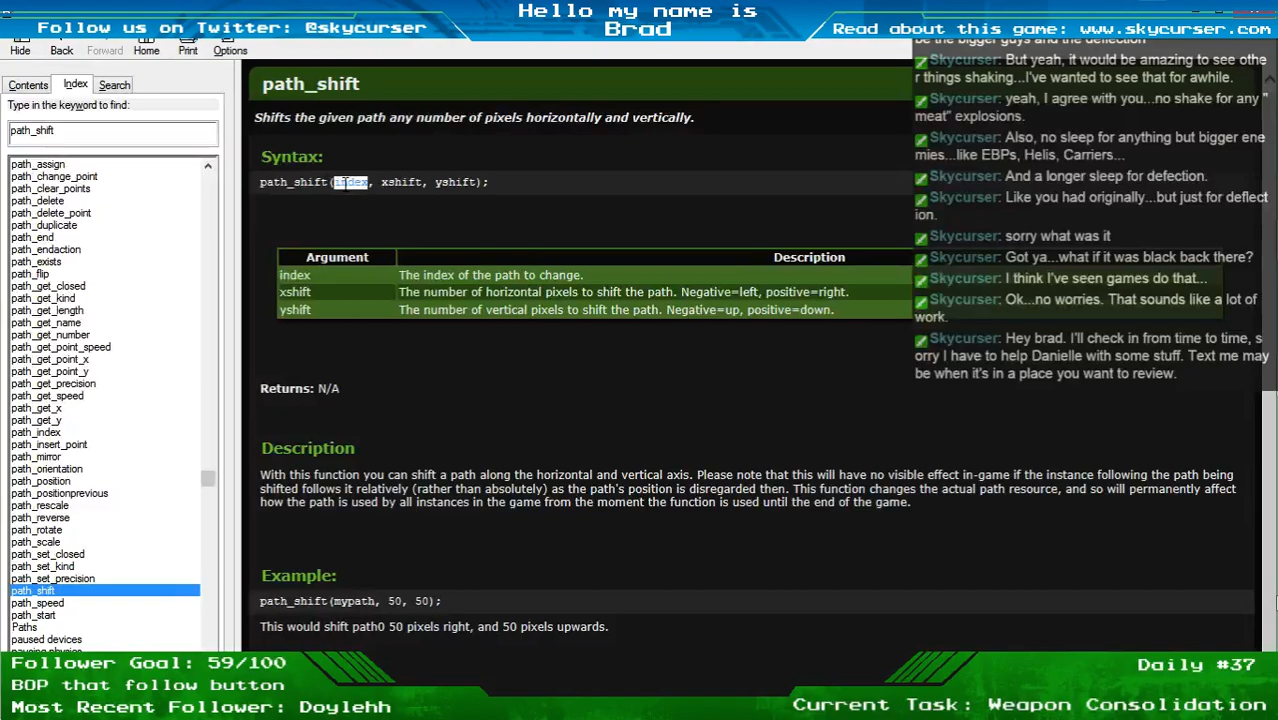 Hello my name is
Brad
Follow us on Twitter: @skycurser
Read about this game: www.skycurser.com
Hide Back Forward Home Print Options
Contents Index Search
Type in the keyword to find:
path_shift
path_assign
path_change_point
path_clear_points
path_delete
path_delete_point
path_duplicate
path_end
path_endaction
path_exists
path_flip
path_get_closed
path_get_kind
path_get_length
path_get_name
path_get_number
path_get_point_speed
path_get_point_x
path_get_point_y
path_get_precision
path_get_speed
path_get_x
path_get_y
path_index
path_insert_point
path_mirror
path_orientation
path_position
path_positionprevious
path_rescale
path_reverse
path_rotate
path_scale
path_set_closed
path_set_kind
path_set_precision
path_shift
path_speed
path_start
Paths
paused devices
path_shift
Shifts the given path any number of pixels horizontally and vertically.
Syntax:
path_shift(index, xshift, yshift);
Argument Description
index The index of the path to change.
xshift The number of horizontal pixels to shift the path. Negative=left, positive=right.
yshift The number of vertical pixels to shift the path. Negative=up, positive=down.
Returns: N/A
Description
With this function you can shift a path along the horizontal and vertical axis. Please note that this will have no visible effect in-game if the instance following the path being
shifted follows it relatively (rather than absolutely) as the path's position is disregarded then. This function changes the actual path resource, and so will permanently affect
how the path is used by all instances in the game from the moment the function is used until the end of the game.
Example:
path_shift(mypath, 50, 50);
This would shift path0 50 pixels right, and 50 pixels upwards.
be the bigger guys and the deflection
Skycurser: But yeah, it would be amazing to see othe
r things shaking...I've wanted to see that for awhile.
Skycurser: yeah, I agree with you...no shake for any "
meat" explosions.
Skycurser: Also, no sleep for anything but bigger ene
mies...like EBPs, Helis, Carriers...
Skycurser: And a longer sleep for defection.
Skycurser: Like you had originally...but just for deflect
ion.
Skycurser: sorry what was it
Skycurser: Got ya...what if it was black back there?
Skycurser: I think I've seen games do that...
Skycurser: Ok...no worries. That sounds like a lot of
work.
Skycurser: Hey brad. I'll check in from time to time, s
orry I have to help Danielle with some stuff. Text me may
be when it's in a place you want to review.
Follower Goal: 59/100
BOP that follow button
Most Recent Follower: Doylehh
Daily #37
Current Task: Weapon Consolidation